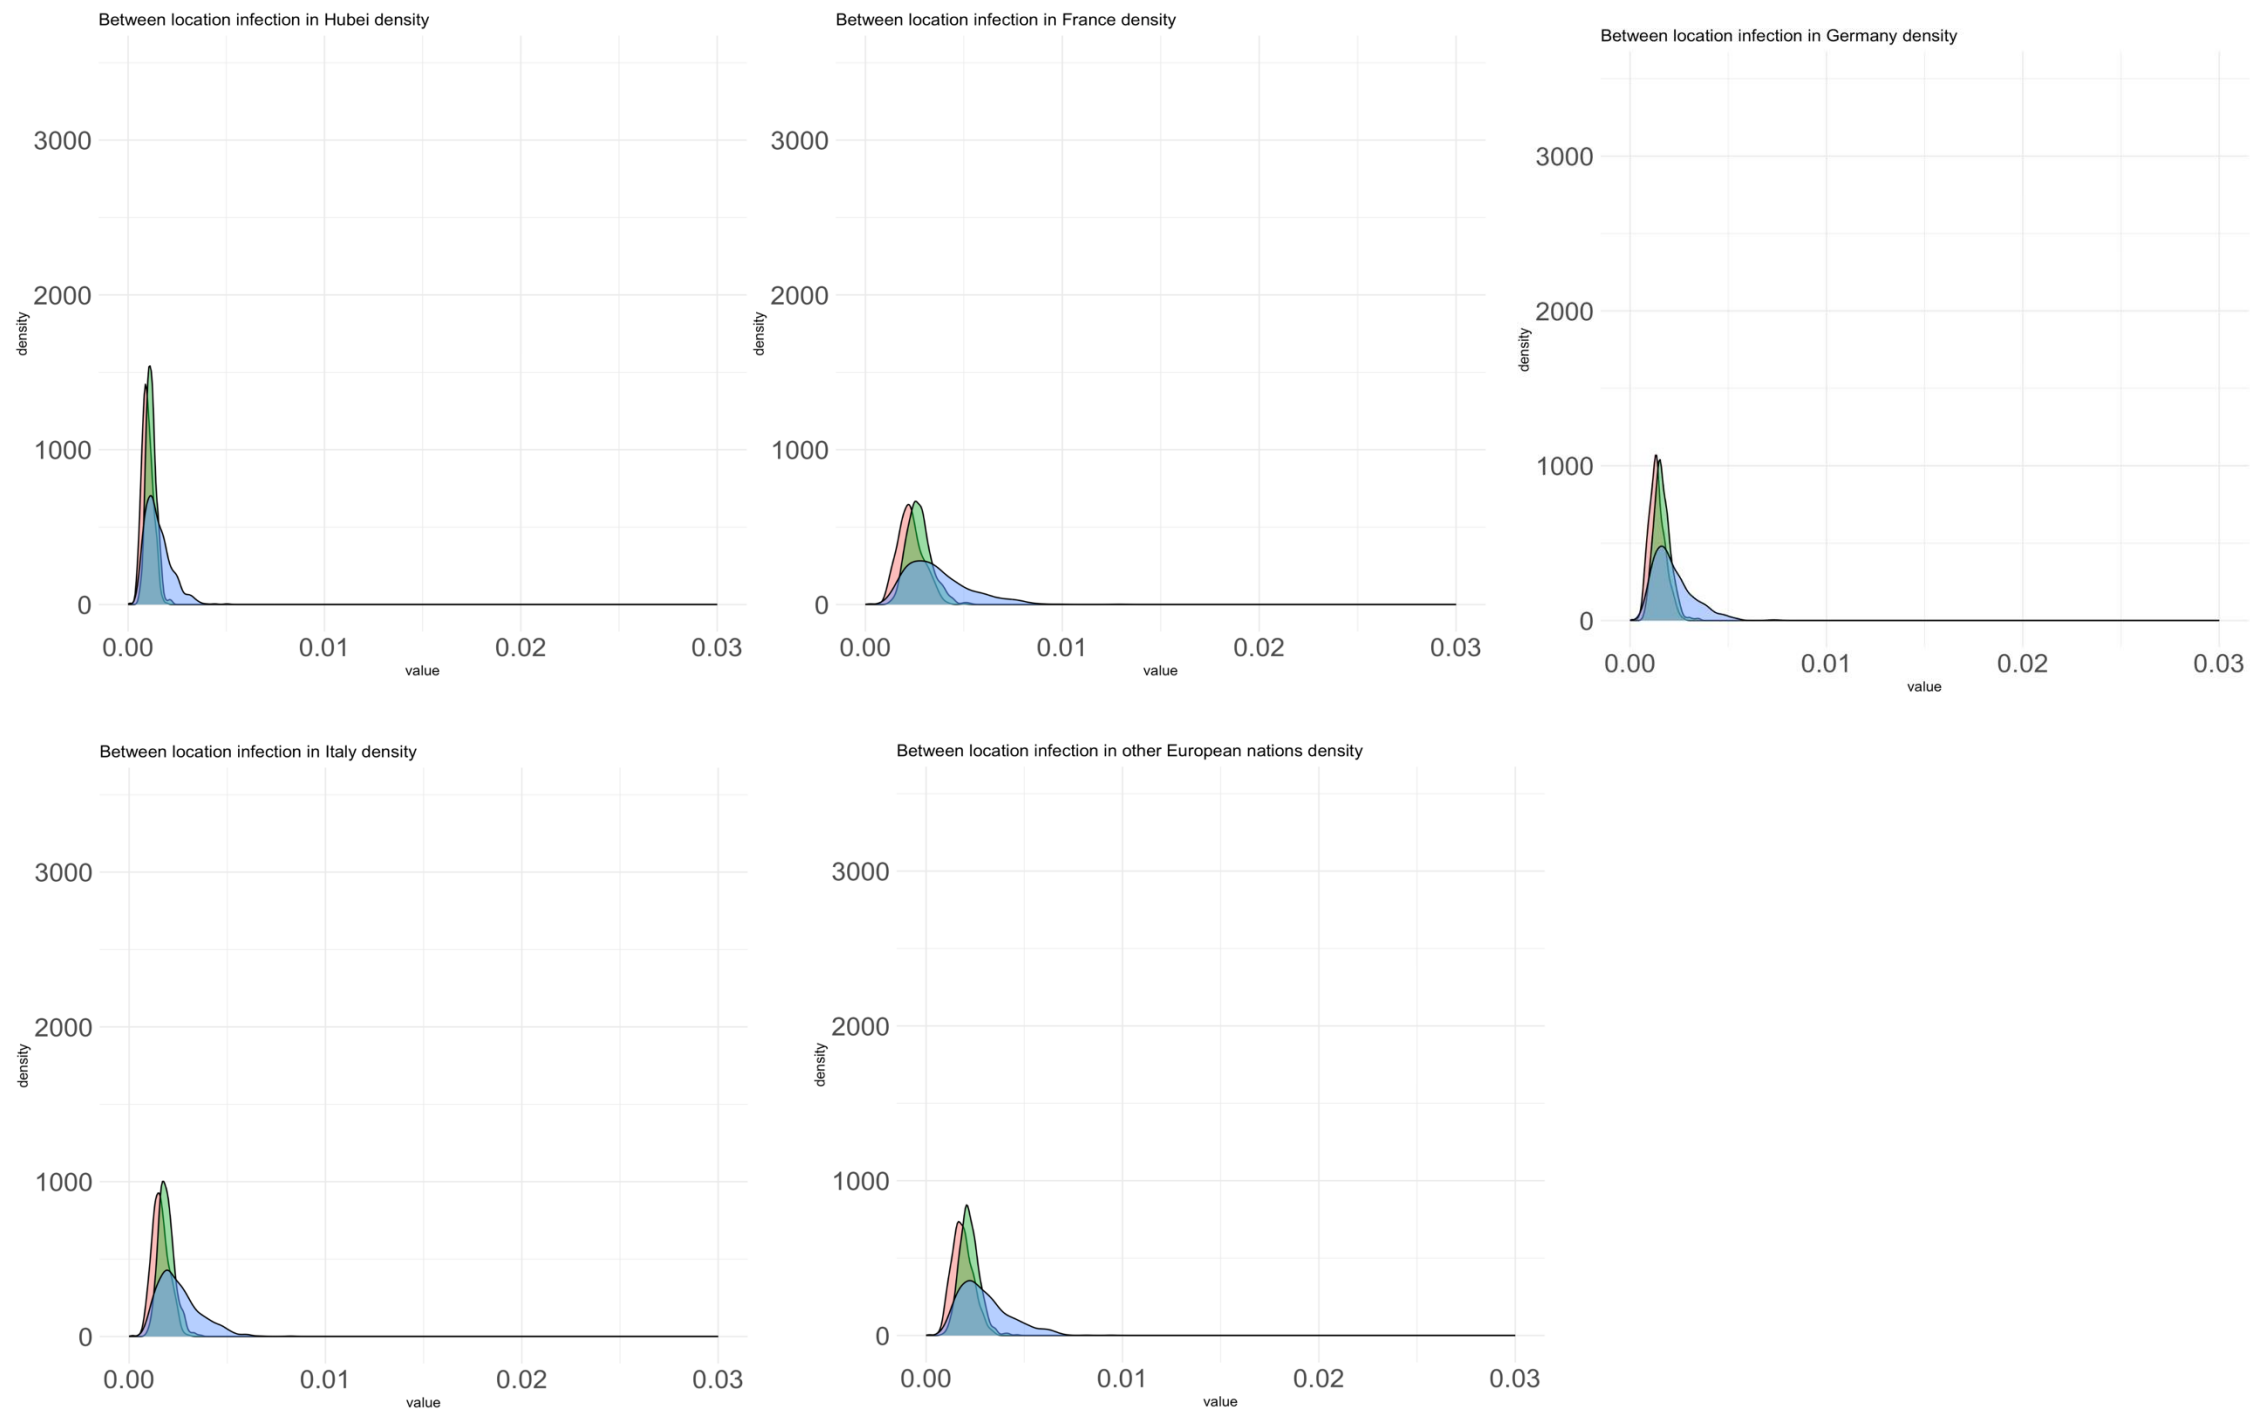 Between location infection in Hubei density
3000
2000
1000
0
density
0.00 0.01 0.02 0.03
value
Between location infection in France density
3000
2000
1000
0
density
0.00 0.01 0.02 0.03
value
Between location infection in Germany density
3000
2000
1000
0
density
0.00 0.01 0.02 0.03
value
Between location infection in Italy density
3000
2000
1000
0
density
0.00 0.01 0.02 0.03
value
Between location infection in other European nations density
3000
2000
1000
0
density
0.00 0.01 0.02 0.03
value